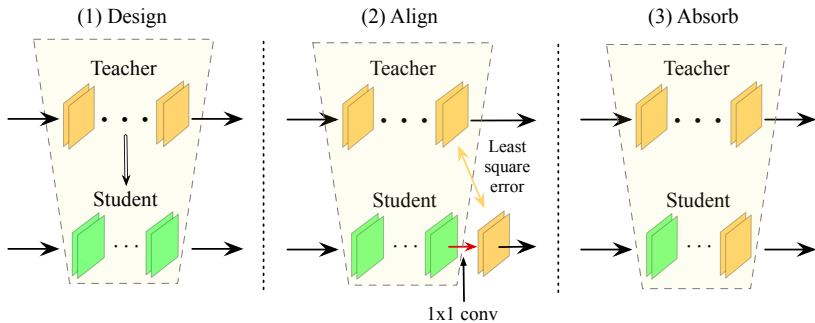 (1) Design
(2) Align
(3) Absorb
Teacher
Teacher
Teacher
Least
square
error
Student
Student
Student
1x1 conv